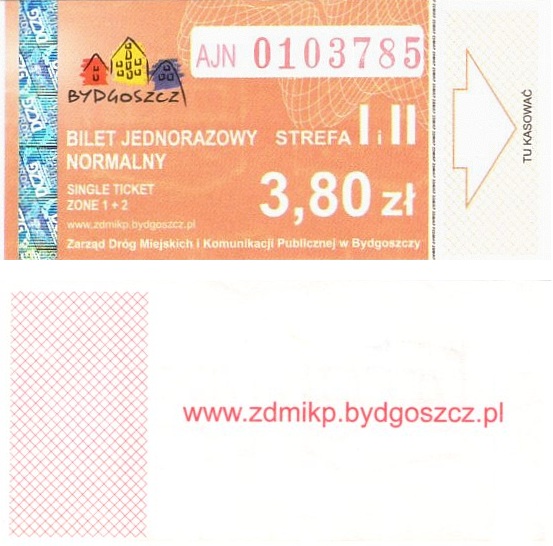 AJN 0103785
BYDGOSZCZ
BILET JEDNORAZOWY
NORMALNY
STREFA I i II
SINGLE TICKET
ZONE 1 + 2
3,80 zł
www.zdmikp.bydgoszcz.pl
Zarząd Dróg Miejskich i Komunikacji Publicznej w Bydgoszczy
TU KASOWAĆ
www.zdmikp.bydgoszcz.pl